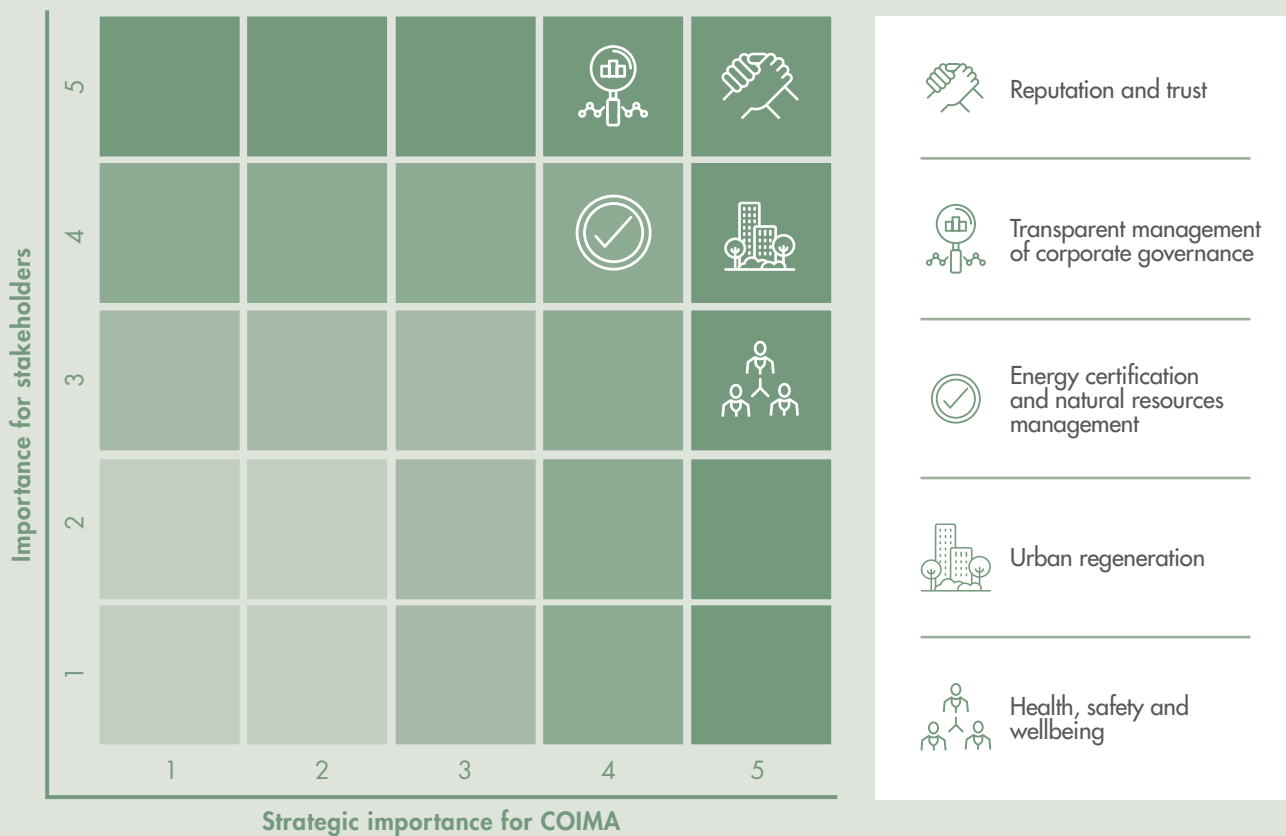 Importance for stakeholders
5
4
3
2
1
1
2
3
4
5
Strategic importance for COIMA
Reputation and trust
Transparent management
of corporate governance
Energy certification
and natural resources
management
Urban regeneration
Health, safety and
wellbeing